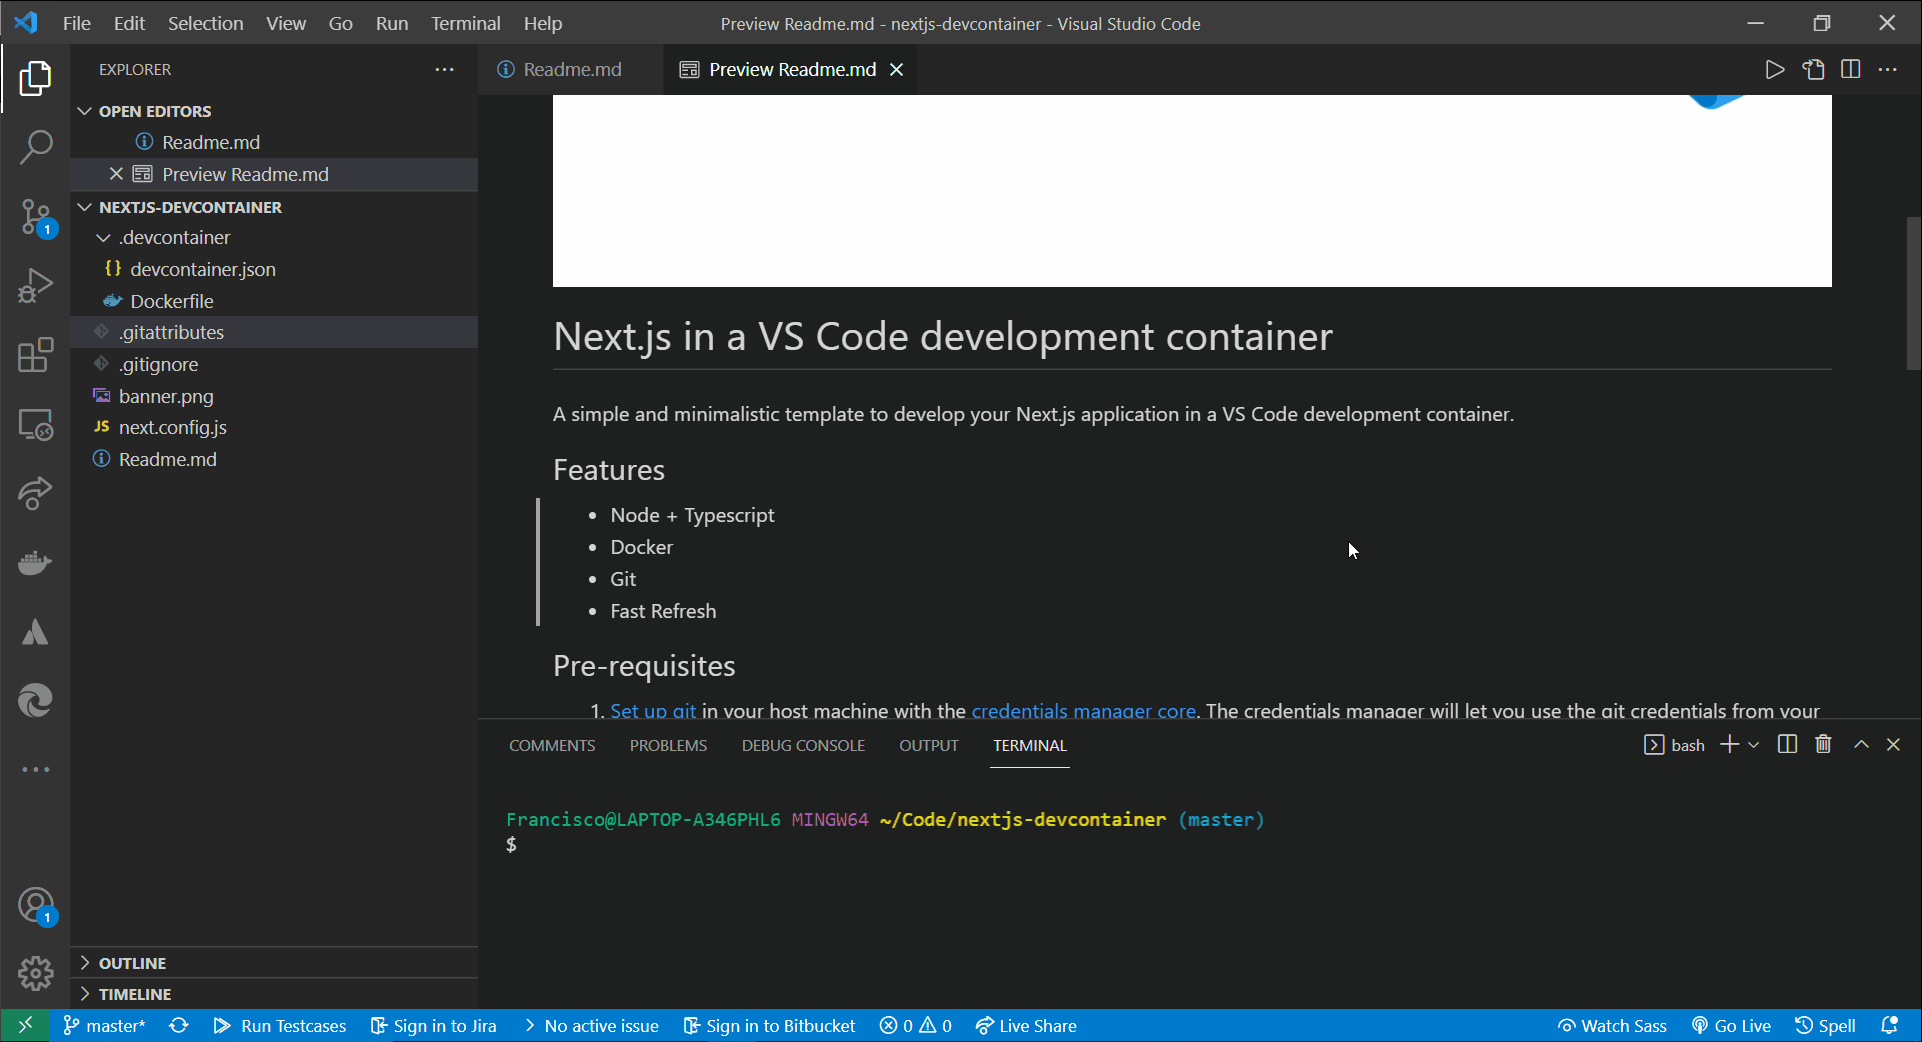 File Edit Selection View Go Run Terminal Help
Preview Readme.md - nextjs-devcontainer - Visual Studio Code
EXPLORER
OPEN EDITORS
Readme.md
Preview Readme.md
NEXTJS-DEVCONTAINER
.devcontainer
{} devcontainer.json
Dockerfile
.gitattributes
.gitignore
banner.png
JS next.config.js
Readme.md
OUTLINE
TIMELINE
1
1
Readme.md
Preview Readme.md
Next.js in a VS Code development container
A simple and minimalistic template to develop your Next.js application in a VS Code development container.
Features
• Node + Typescript
• Docker
• Git
• Fast Refresh
Pre-requisites
1. Set up git in your host machine with the credentials manager core. The credentials manager will let you use the git credentials from your
COMMENTS PROBLEMS DEBUG CONSOLE OUTPUT TERMINAL
bash
Francisco@LAPTOP-A346PHL6 MINGW64 ~/Code/nextjs-devcontainer (master)
$
master* Run Testcases Sign in to Jira No active issue Sign in to Bitbucket 0 0 Live Share Watch Sass Go Live Spell